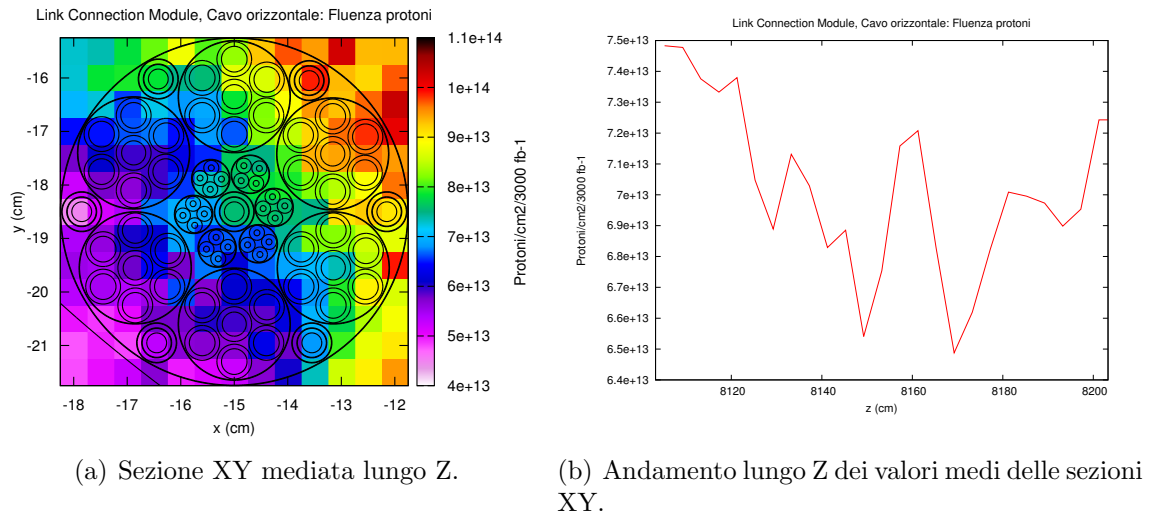 Link Connection Module, Cavo orizzontale: Fluenza protoni
1.1e+14
1e+14
9e+13
8e+13
7e+13
6e+13
5e+13
4e+13
Protoni/cm2/3000 fb-1
-16
-17
-18
-19
-20
-21
y (cm)
-18 -17 -16 -15 -14 -13 -12
x (cm)
(a) Sezione XY mediata lungo Z.
Link Connection Module, Cavo orizzontale: Fluenza protoni
7.5e+13
7.4e+13
7.3e+13
7.2e+13
7.1e+13
7e+13
6.9e+13
6.8e+13
6.7e+13
6.6e+13
6.5e+13
6.4e+13
Protoni/cm2/3000 fb-1
8120 8140 8160 8180 8200
z (cm)
(b) Andamento lungo Z dei valori medi delle sezioni
XY.